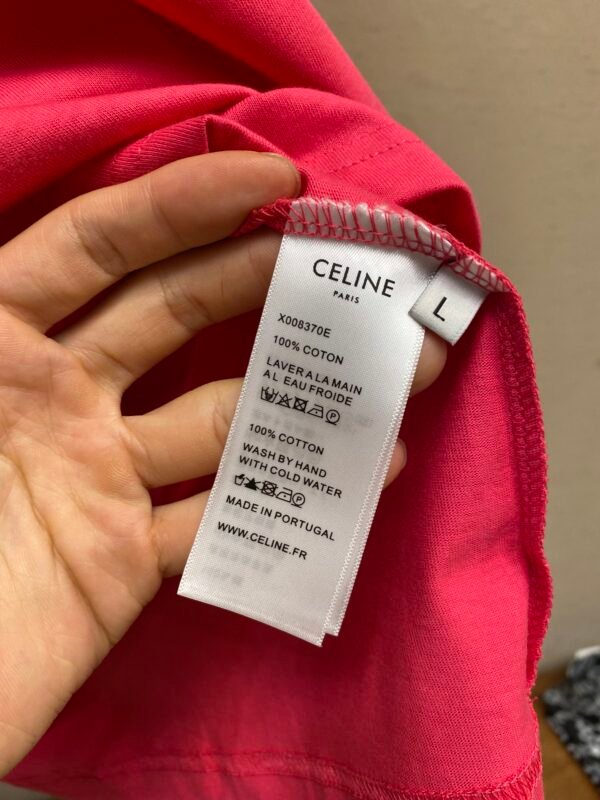 CELINE
PARIS
L
X008370E
100% COTON
LAVER A LA MAIN
A L EAU FROIDE
100% COTTON
WASH BY HAND
WITH COLD WATER
MADE IN PORTUGAL
WWW.CELINE.FR